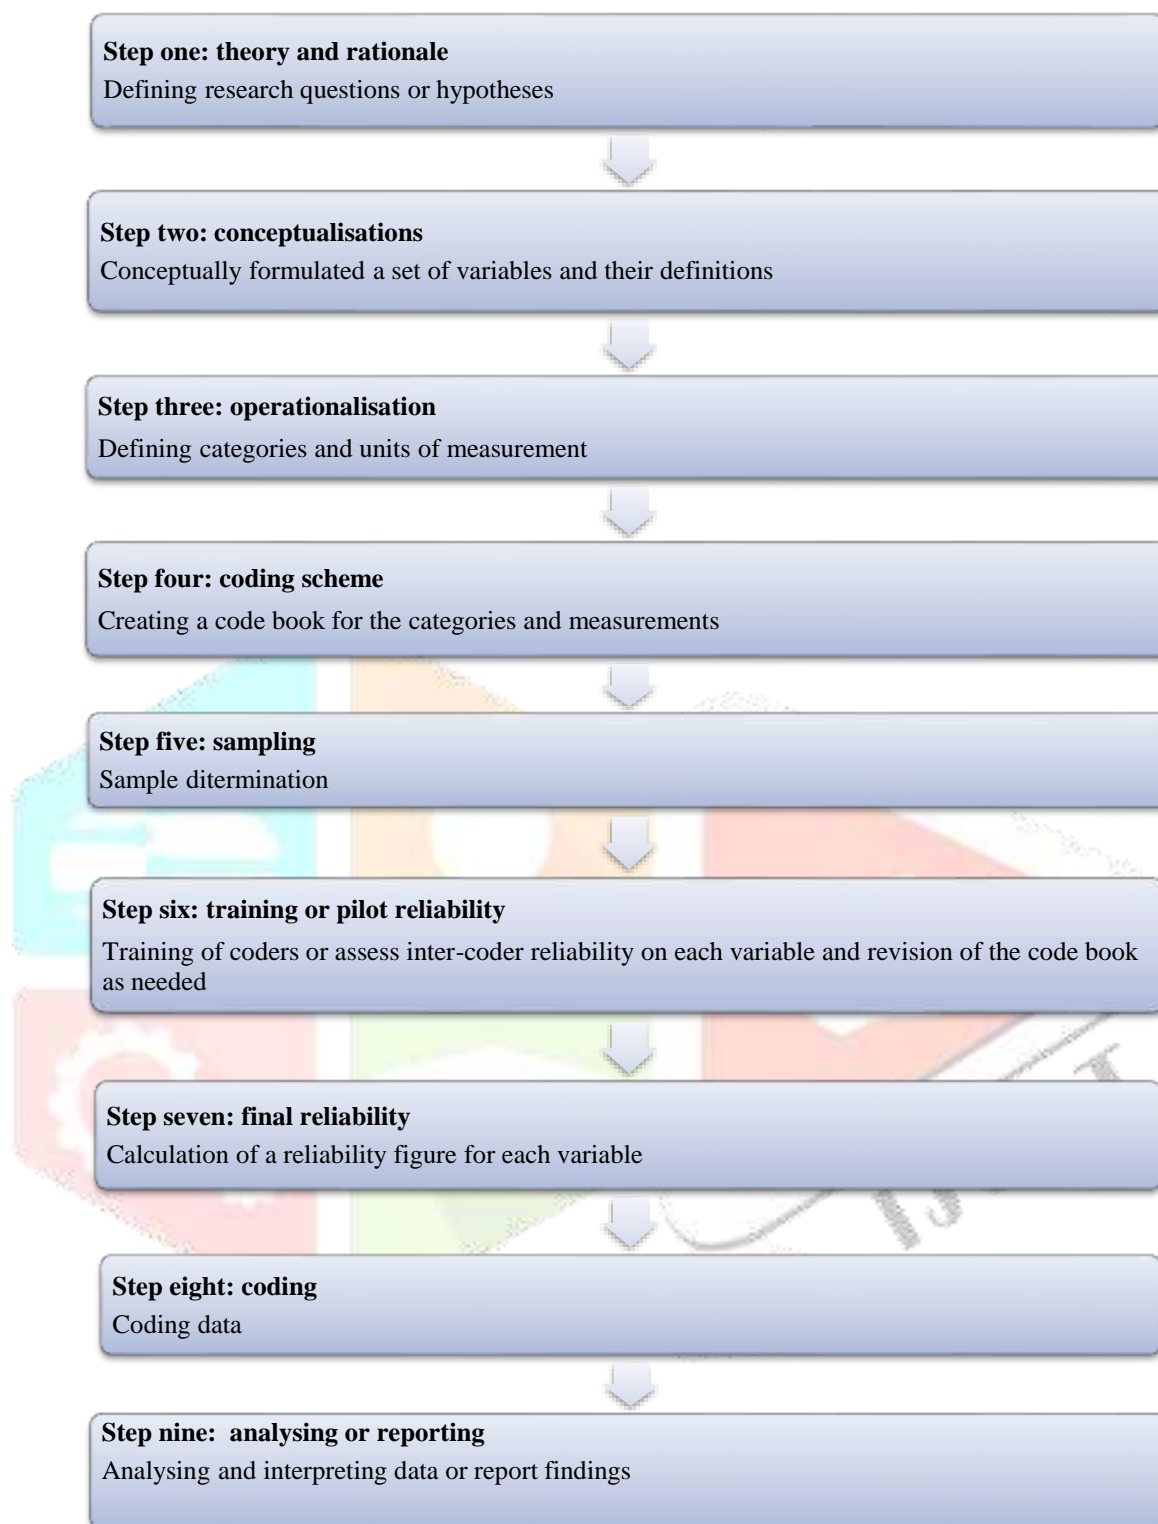 Step one: theory and rationale
Defining research questions or hypotheses
Step two: conceptualisations
Conceptually formulated a set of variables and their definitions
Step three: operationalisation
Defining categories and units of measurement
Step four: coding scheme
Creating a code book for the categories and measurements
Step five: sampling
Sample ditermination
Step six: training or pilot reliability
Training of coders or assess inter-coder reliability on each variable and revision of the code book
as needed
Step seven: final reliability
Calculation of a reliability figure for each variable
Step eight: coding
Coding data
Step nine:  analysing or reporting
Analysing and interpreting data or report findings